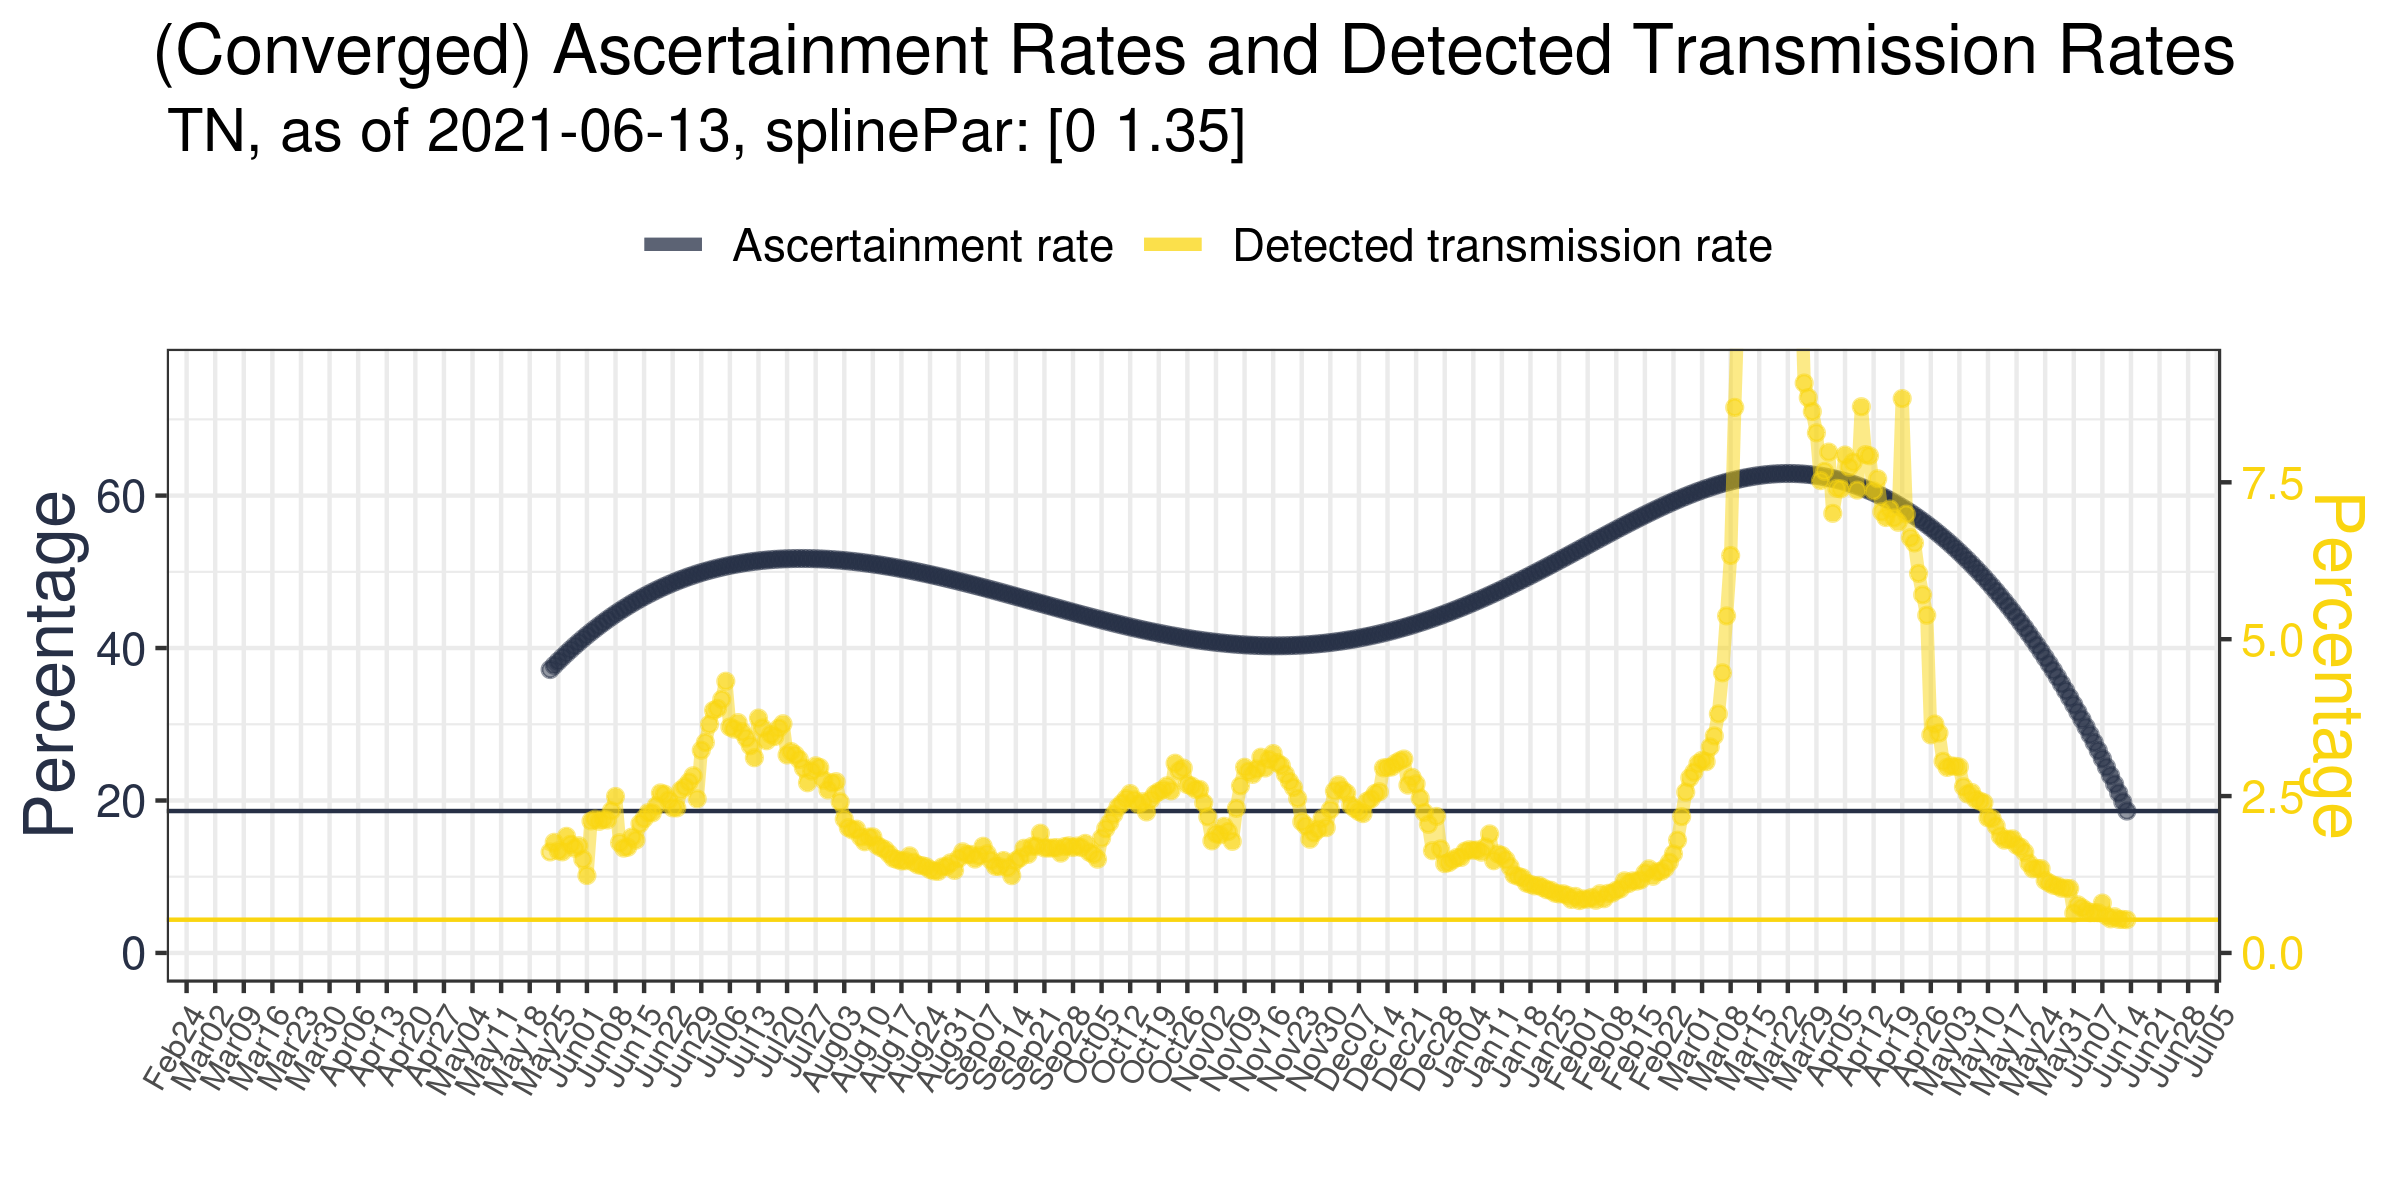 (Converged) Ascertainment Rates and Detected Transmission Rates
TN, as of 2021-06-13, splinePar: [0 1.35]
Ascertainment rate
Detected transmission rate
Percentage
60
40
20
0
7.5
5.0
2.5
0.0
Percentage
Feb24
Mar02
Mar09
Mar16
Mar23
Mar30
Apr06
Apr13
Apr20
Apr27
May04
May11
May18
May25
Jun01
Jun08
Jun15
Jun22
Jun29
Jul06
Jul13
Jul20
Jul27
Aug03
Aug10
Aug17
Aug24
Aug31
Sep07
Sep14
Sep21
Sep28
Oct05
Oct12
Oct19
Oct26
Nov02
Nov09
Nov16
Nov23
Nov30
Dec07
Dec14
Dec21
Dec28
Jan04
Jan11
Jan18
Jan25
Feb01
Feb08
Feb15
Feb22
Mar01
Mar08
Mar15
Mar22
Mar29
Apr05
Apr12
Apr19
Apr26
May03
May10
May17
May24
May31
Jun07
Jun14
Jun21
Jun28
Jul05